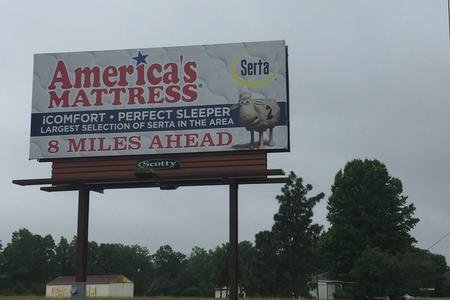 America's
MATTRESS
Serta
iCOMFORT • PERFECT SLEEPER
LARGEST SELECTION OF SERTA IN THE AREA
8 MILES AHEAD
Scotty